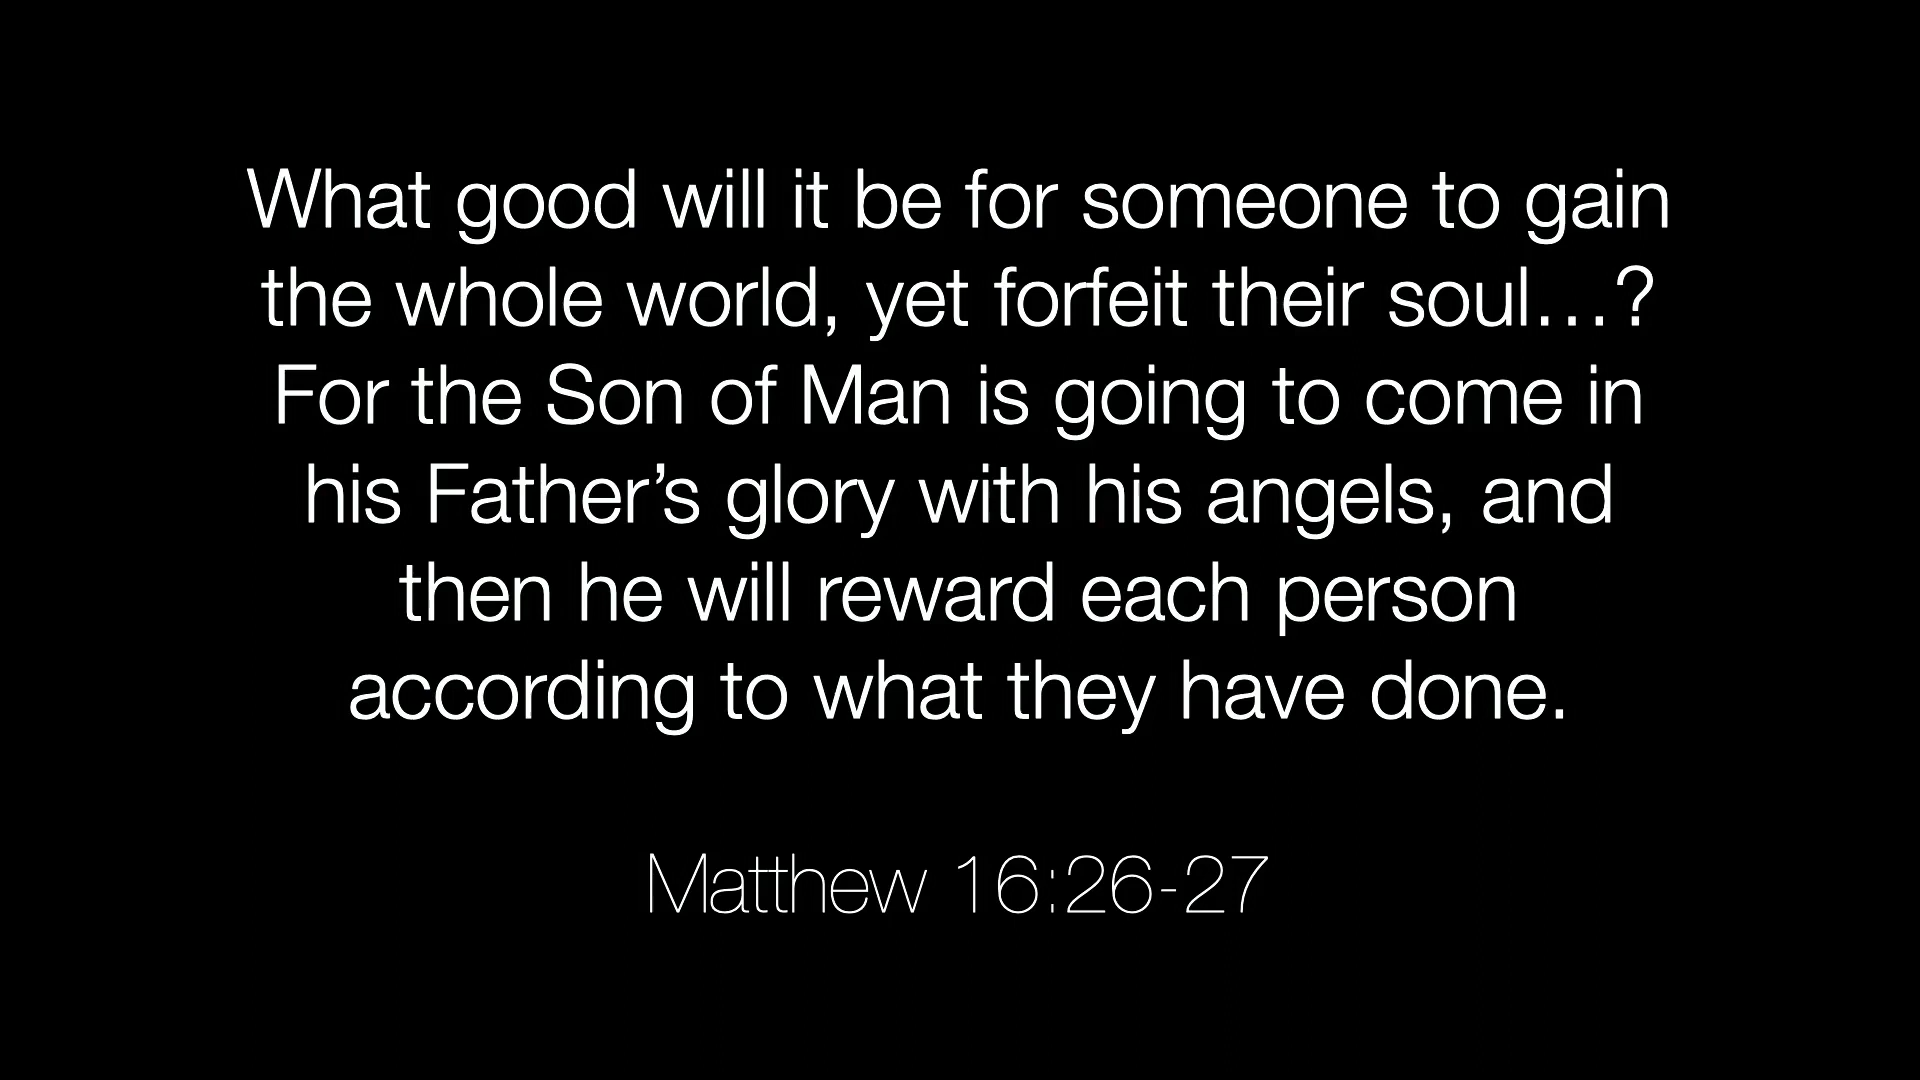 What good will it be for someone to gain
the whole world, yet forfeit their soul…?
For the Son of Man is going to come in
his Father’s glory with his angels, and
then he will reward each person
according to what they have done.
Matthew 16:26-27